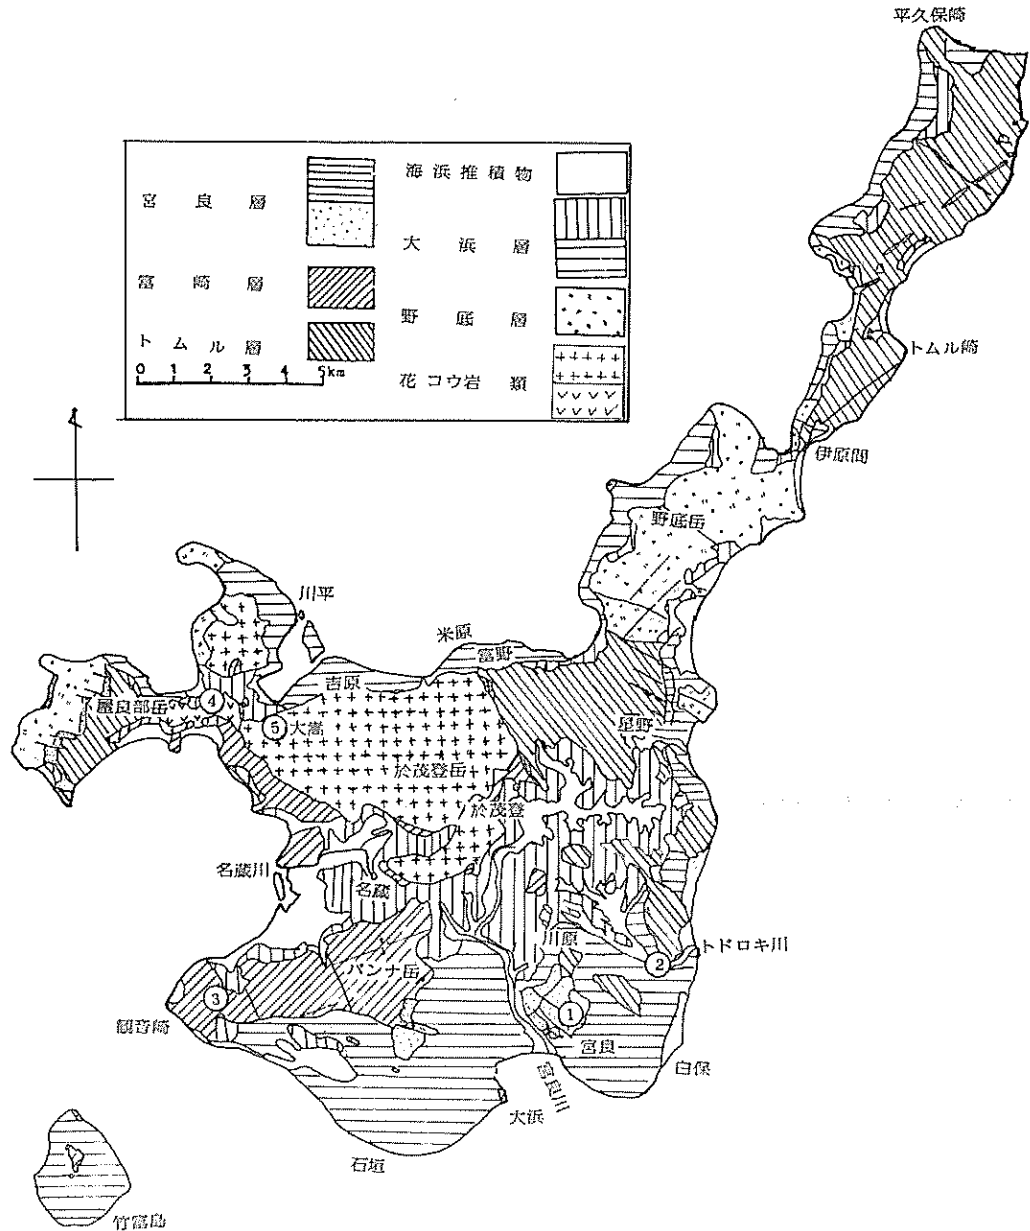 平久保崎
宮良層
海浜推積物
大浜層
富崎層
野底層
トムル層
0 1 2 3 4 5km
花コウ岩類
トムル崎
伊原間
野底岳
川平
米原
富野
吉原
屋良部岳
④
⑤ 大嵩
星野
於茂登岳
於茂登
名蔵川
名蔵
川原
トドロキ川
②
バンナ岳
③
①
観音崎
宮良
白保
宮良川
大浜
石垣
竹富島